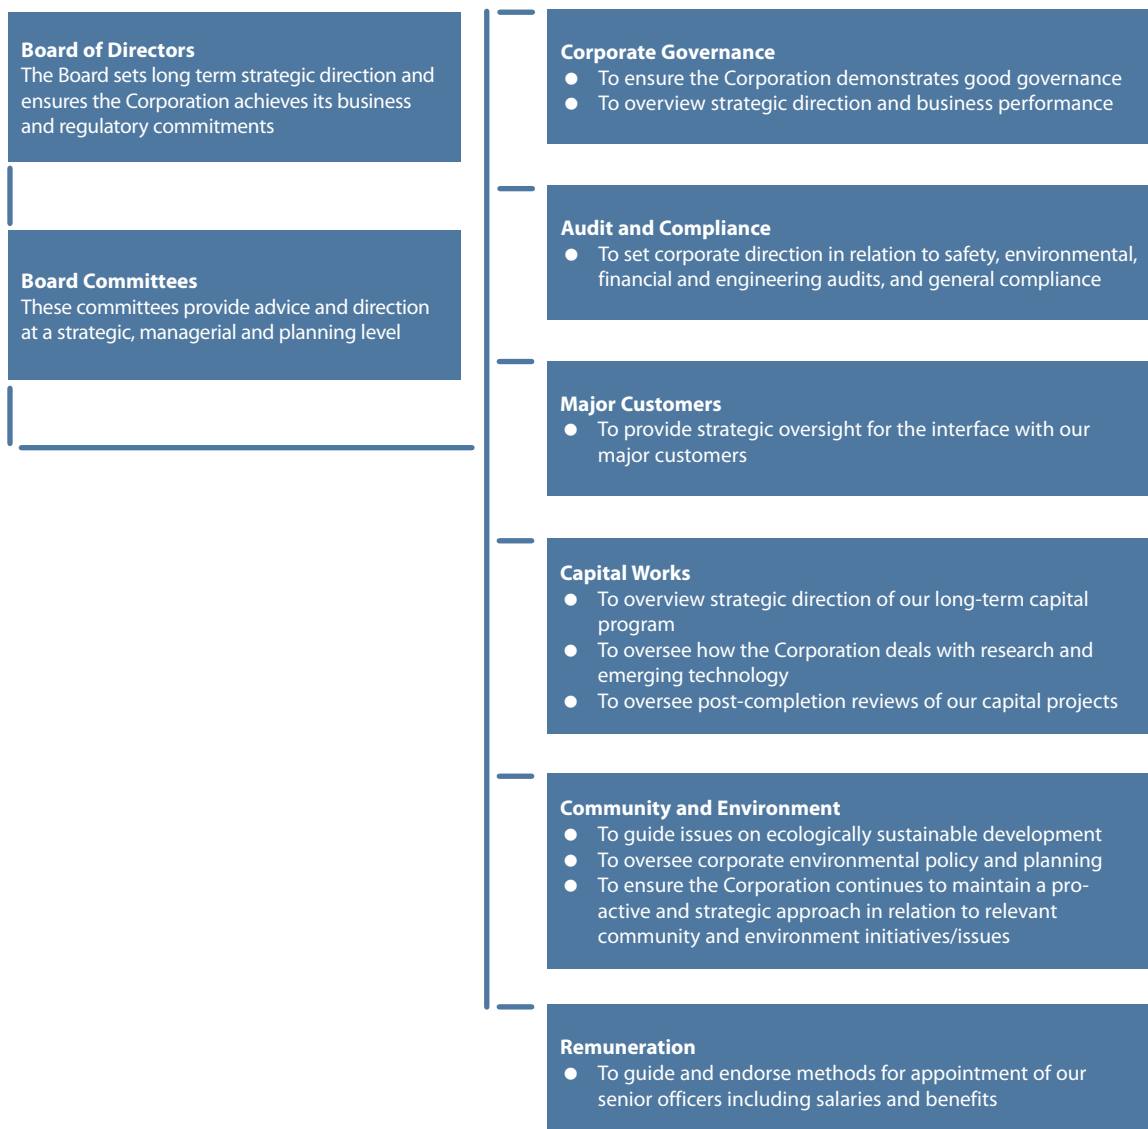 Board of Directors
The Board sets long term strategic direction and
ensures the Corporation achieves its business
and regulatory commitments
Board Committees
These committees provide advice and direction
at a strategic, managerial and planning level
Corporate Governance
● To ensure the Corporation demonstrates good governance
● To overview strategic direction and business performance
Audit and Compliance
● To set corporate direction in relation to safety, environmental,
financial and engineering audits, and general compliance
Major Customers
● To provide strategic oversight for the interface with our
major customers
Capital Works
● To overview strategic direction of our long-term capital
program
● To oversee how the Corporation deals with research and
emerging technology
● To oversee post-completion reviews of our capital projects
Community and Environment
● To guide issues on ecologically sustainable development
● To oversee corporate environmental policy and planning
● To ensure the Corporation continues to maintain a pro-
active and strategic approach in relation to relevant
community and environment initiatives/issues
Remuneration
● To guide and endorse methods for appointment of our
senior officers including salaries and benefits